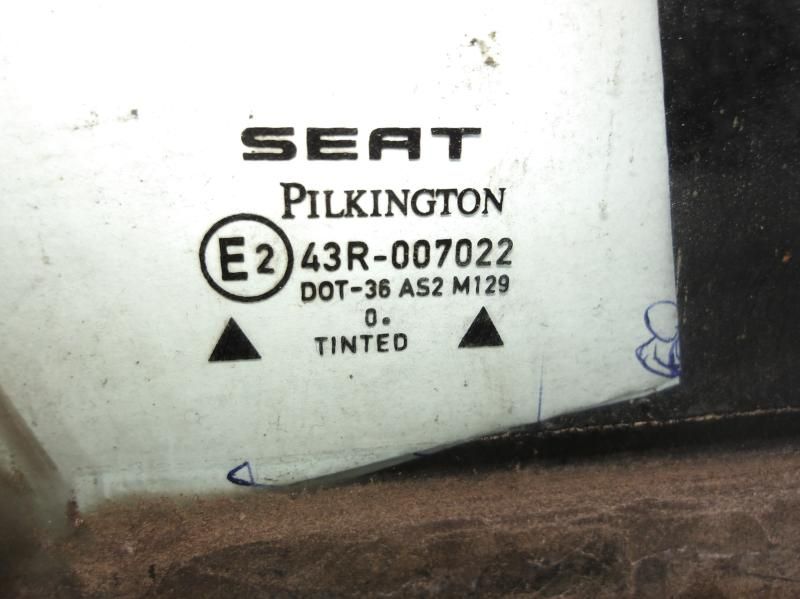 SEAT
PILKINGTON
E2 43R-007022
DOT-36 AS2 M129
0.
TINTED